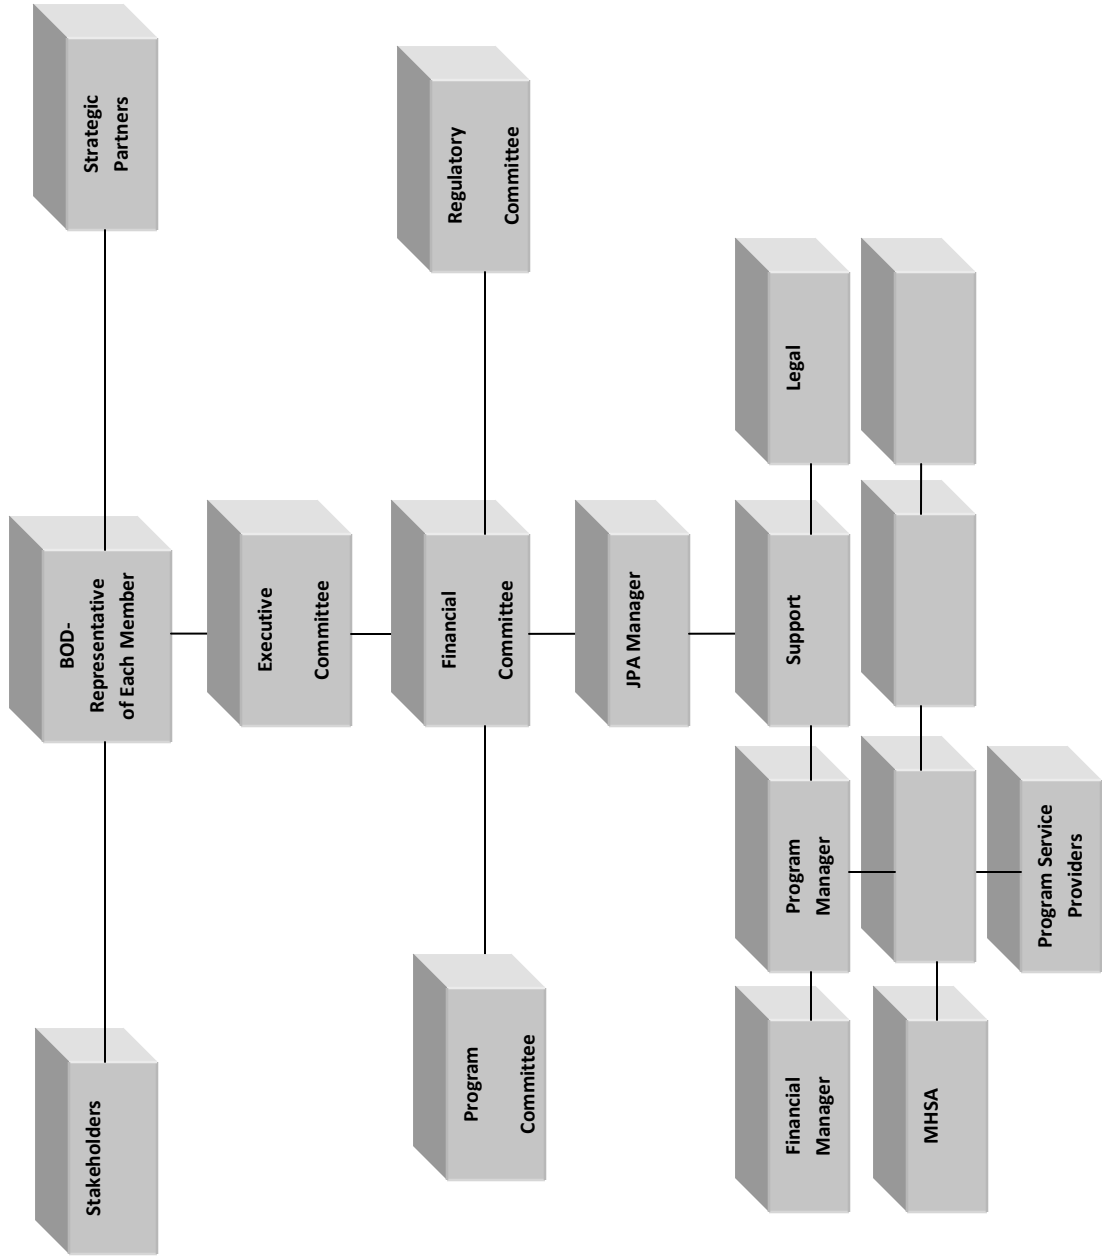 Stakeholders
BOD-
Representative
of Each Member
Strategic
Partners
Executive
Committee
Program
Committee
Financial
Committee
Regulatory
Committee
JPA Manager
Financial
Manager
Program
Manager
Support
Legal
MHSA
Program Service
Providers